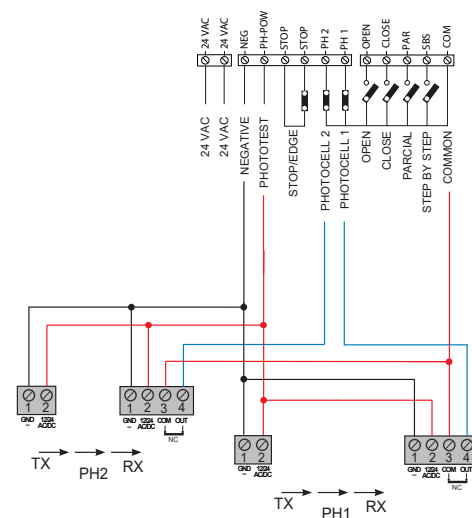 24 VAC 24 VAC NEG PH-POW STOP STOP PH 2 PH 1 OPEN CLOSE PAR SBS COM
24 VAC 24 VAC NEGATIVE PHOTOTEST STOP/EDGE PHOTOCELL 2 PHOTOCELL 1 OPEN CLOSE PARCIAL STEP BY STEP COMMON
1 2 1 2 3 4
GND 12/24 GND 12/24 COM OUT
– AC/DC – AC/DC
NC
1 2 1 2 3 4
TX PH2 RX
GND 12/24 GND 12/24 COM OUT
– AC/DC – AC/DC
NC
TX PH1 RX